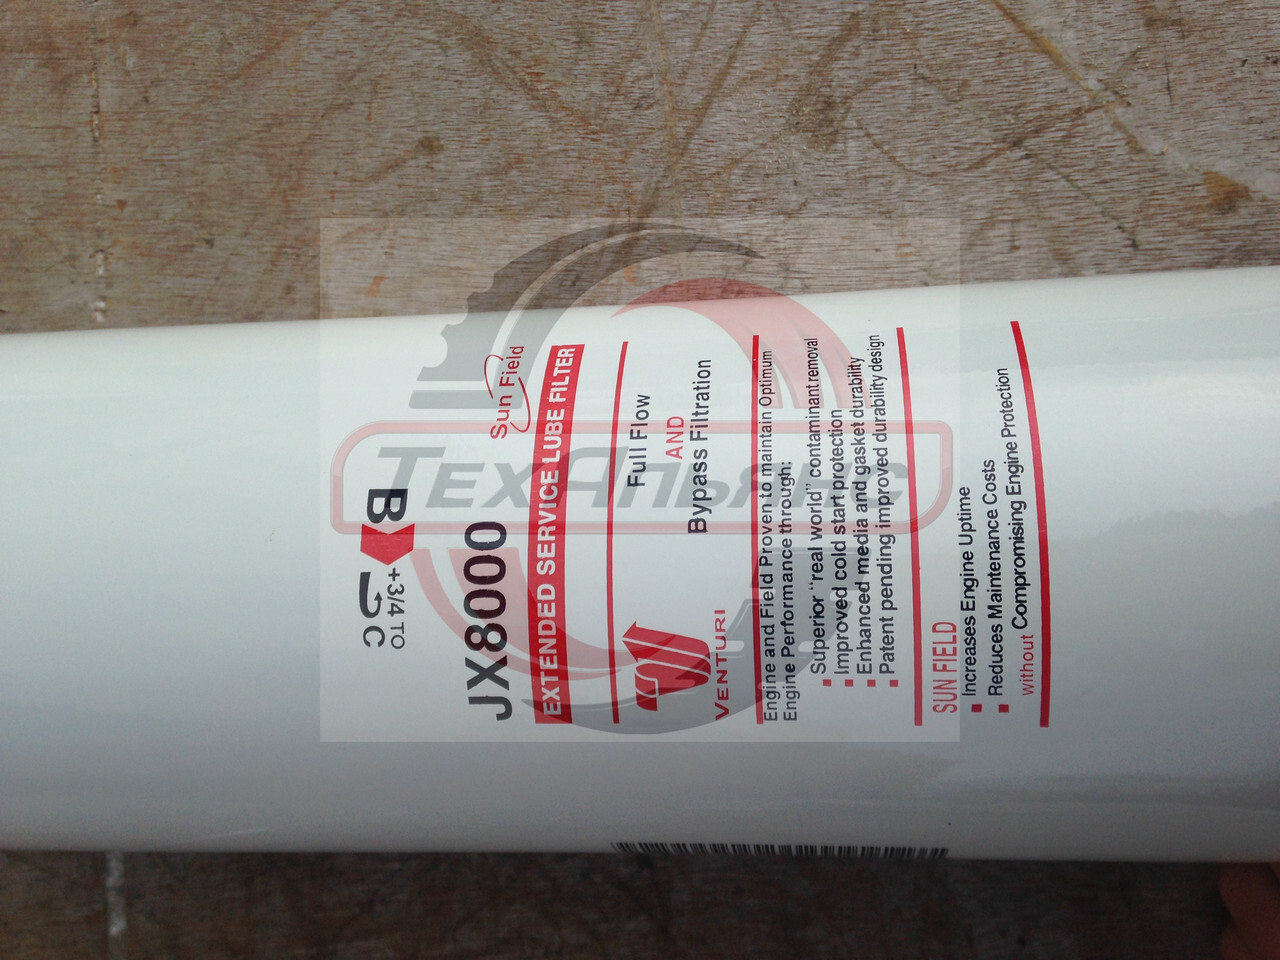 B
+3/4 TO
C
JX8000
Sun Field
EXTENDED SERVICE LUBE FILTER
VENTURI
Full Flow
AND
Bypass Filtration
Engine and Field Proven to maintain Optimum
Engine Performance through:
Superior "real world" contaminant removal
Improved cold start protection
Enhanced media and gasket durability
Patent pending improved durability design
SUN FIELD
Increases Engine Uptime
Reduces Maintenance Costs
without Compromising Engine Protection
ТехАльянс